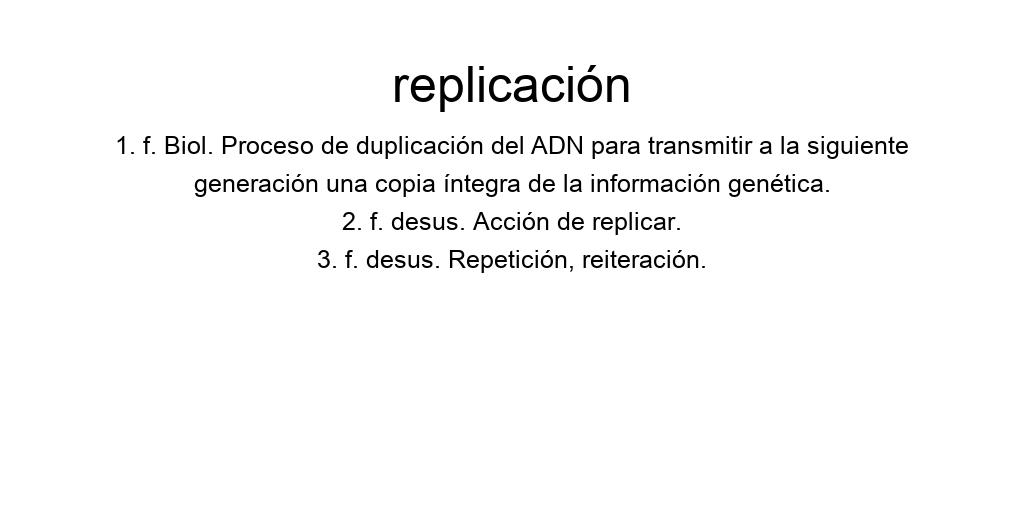 replicación
1. f. Biol. Proceso de duplicación del ADN para transmitir a la siguiente
generación una copia íntegra de la información genética.
2. f. desus. Acción de replicar.
3. f. desus. Repetición, reiteración.